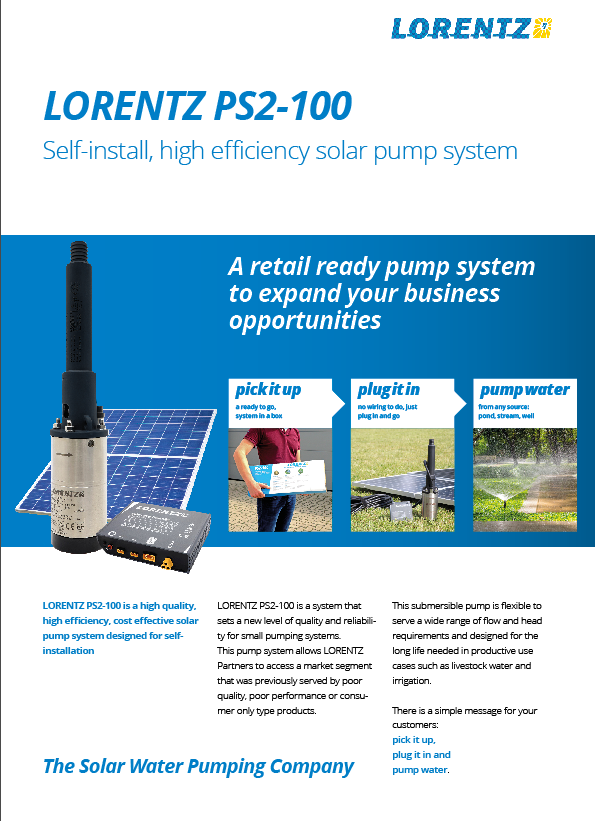 LORENTZ
LORENTZ PS2-100
Self-install, high efficiency solar pump system
A retail ready pump system
to expand your business
opportunities
pick it up
a ready to go,
system in a box
plug it in
no wiring to do, just
plug in and go
pump water
from any source:
pond, stream, well
LORENTZ
LORENTZ
LORENTZ PS2-100 is a high quality,
high efficiency, cost effective solar
pump system designed for self-
installation
LORENTZ PS2-100 is a system that
sets a new level of quality and reliabili-
ty for small pumping systems.
This pump system allows LORENTZ
Partners to access a market segment
that was previously served by poor
quality, poor performance or consu-
mer only type products.
This submersible pump is flexible to
serve a wide range of flow and head
requirements and designed for the
long life needed in productive use
cases such as livestock water and
irrigation.
There is a simple message for your
customers:
pick it up,
plug it in and
pump water.
The Solar Water Pumping Company